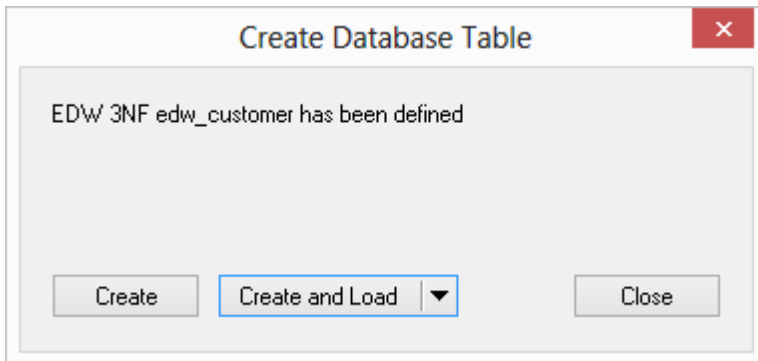 Create Database Table
EDW 3NF edw_customer has been defined
Create
Create and Load
Close